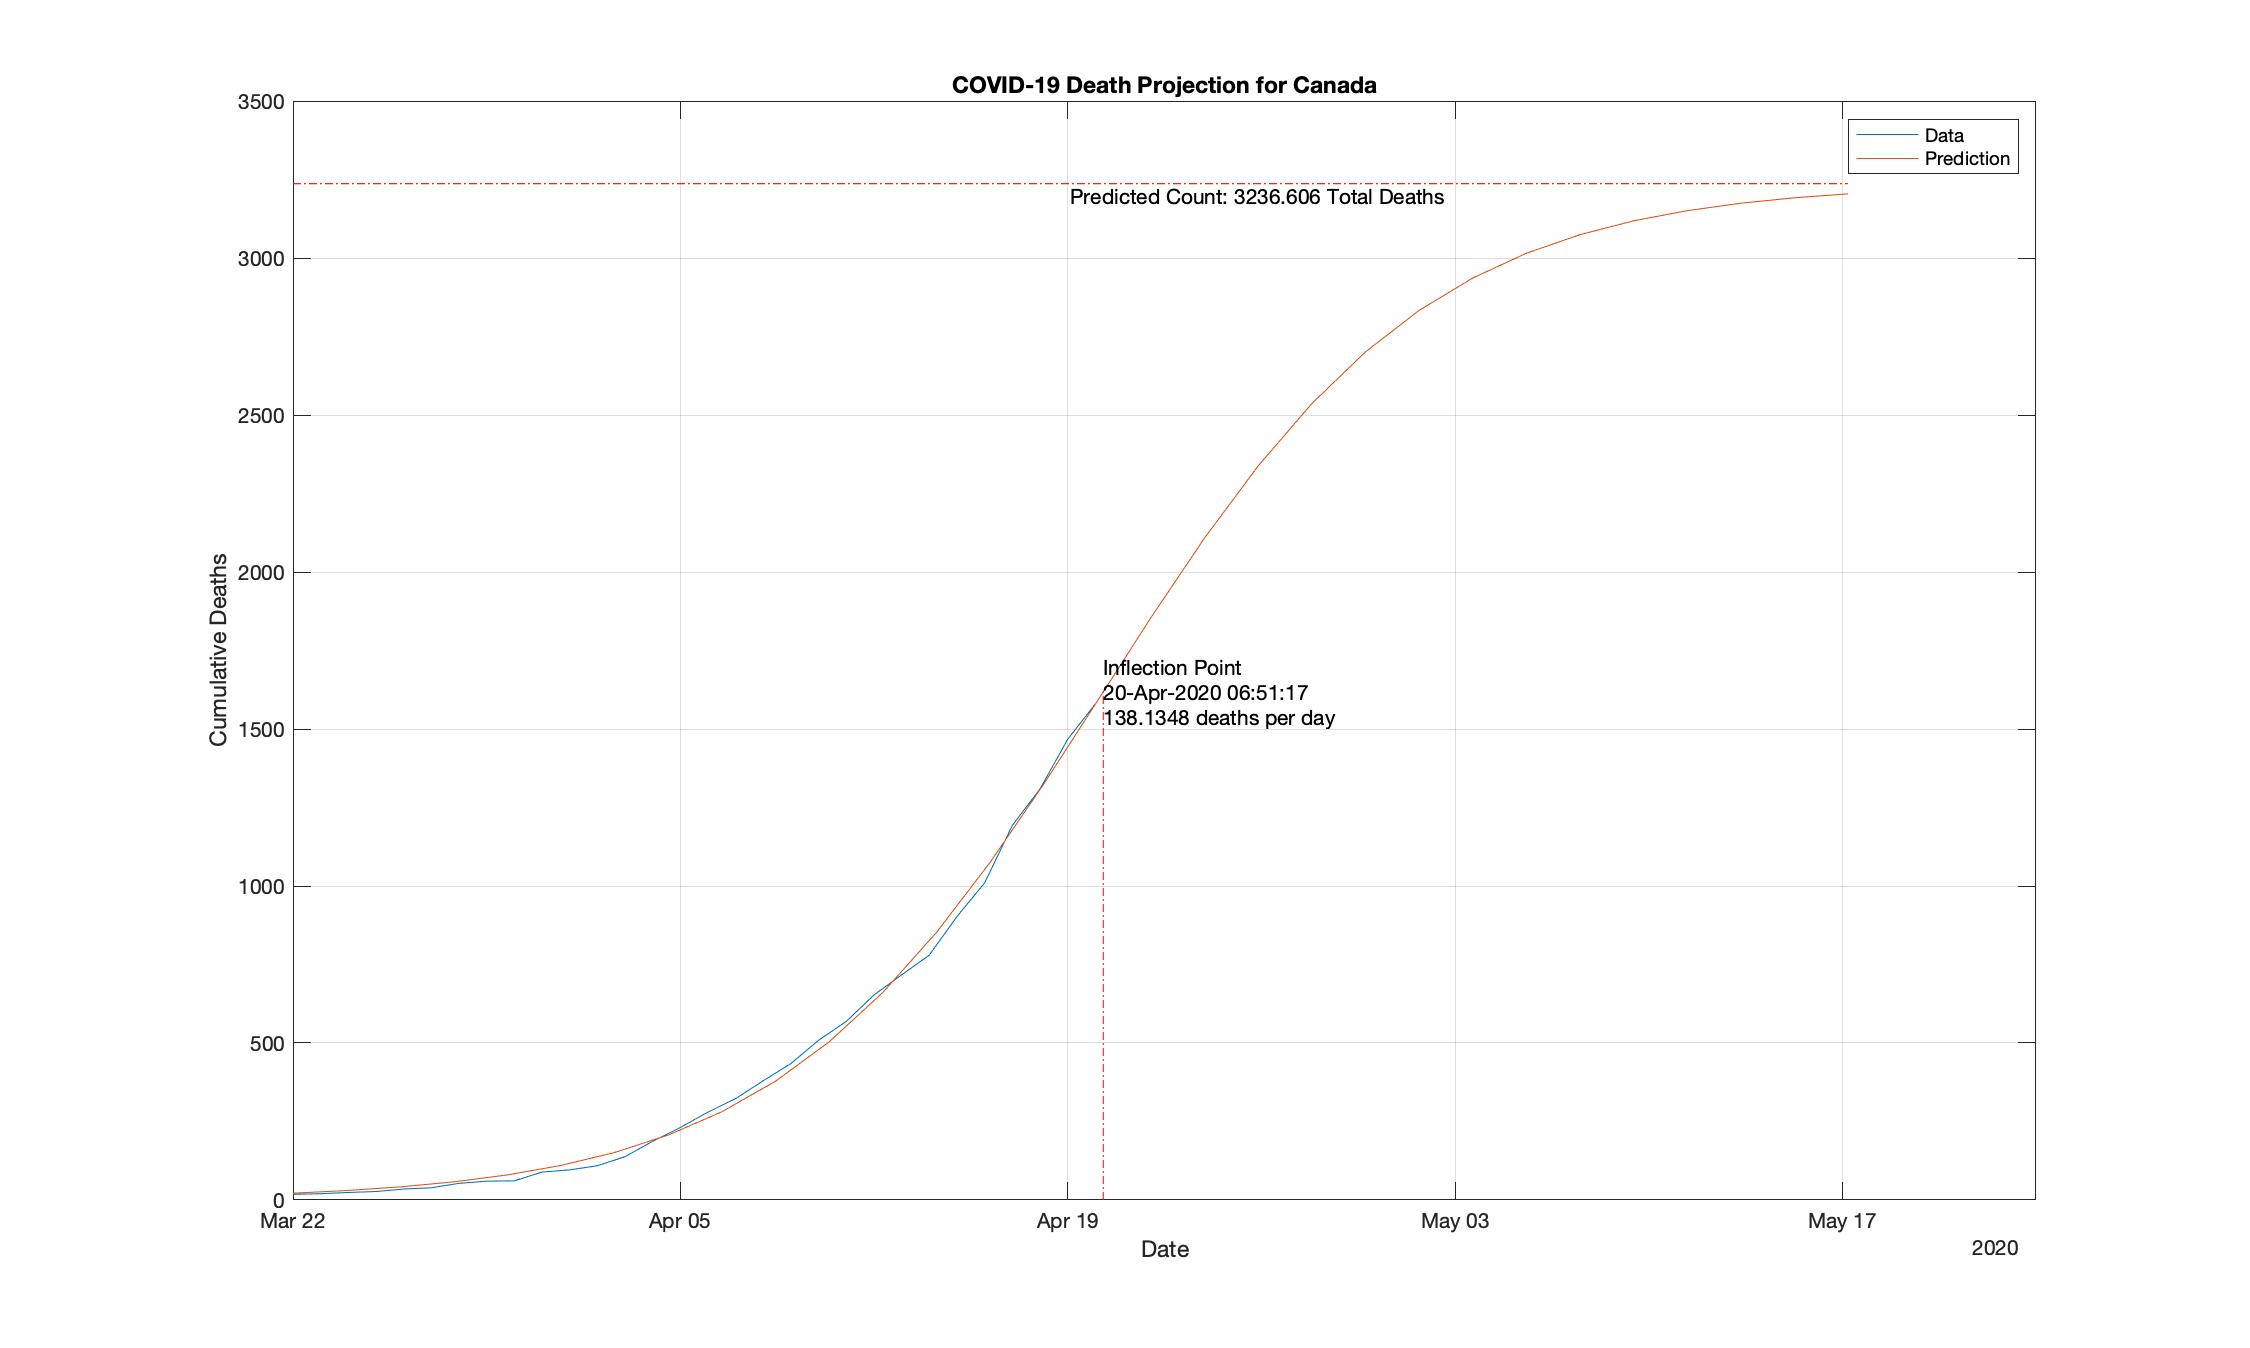 COVID-19 Death Projection for Canada
3500
Data
Prediction
Predicted Count: 3236.606 Total Deaths
3000
2500
2000
Cumulative Deaths
Inflection Point
20-Apr-2020 06:51:17
138.1348 deaths per day
1500
1000
500
0
Mar 22 Apr 05 Apr 19 May 03 May 17
Date
2020